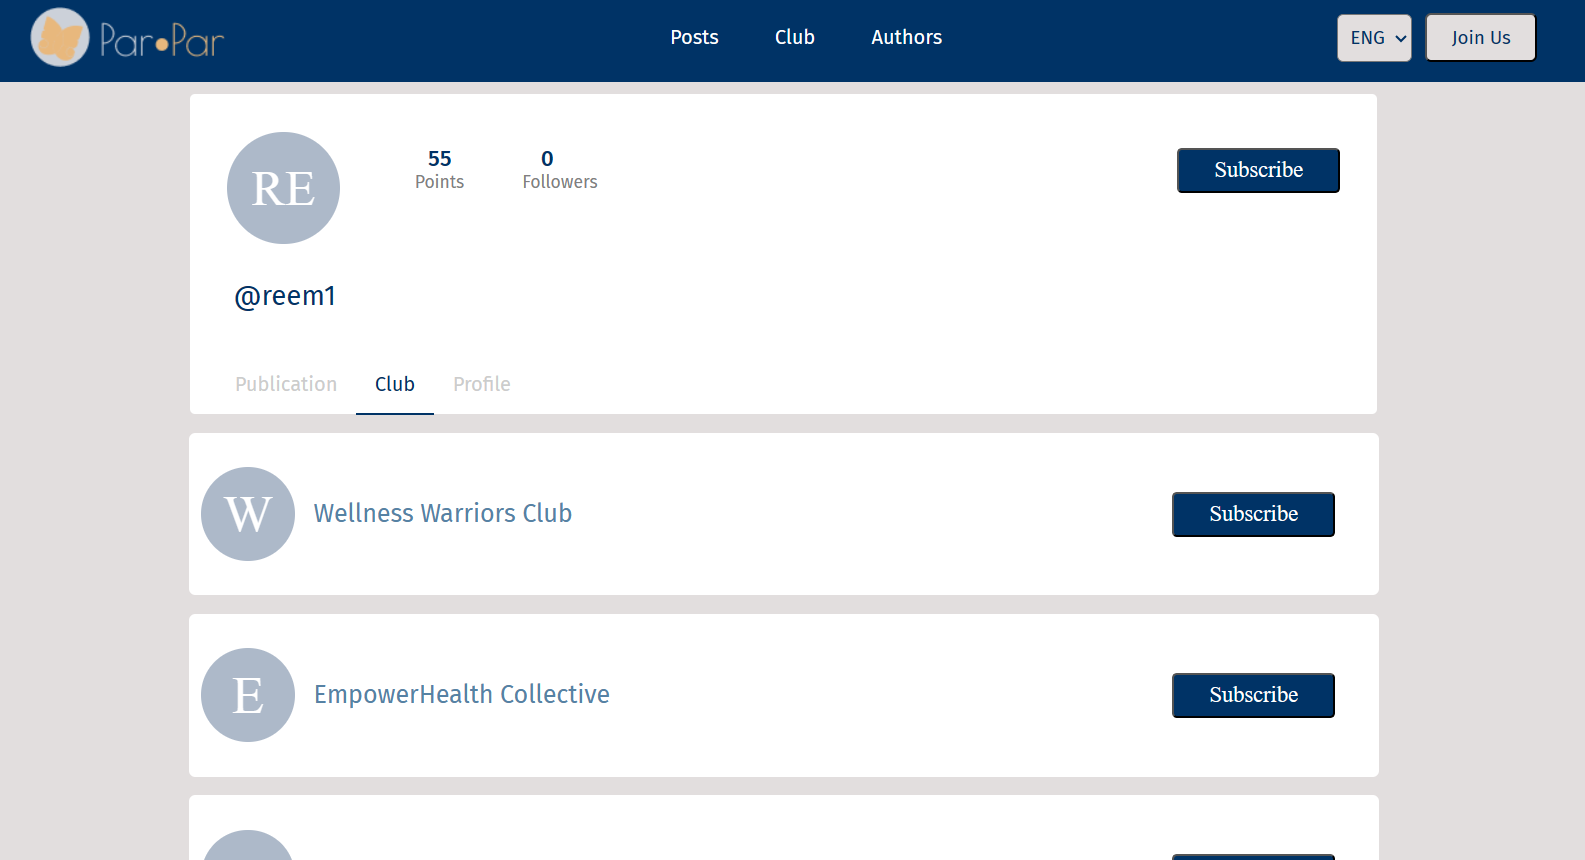 Par•Par
Posts Club Authors
ENG Join Us
RE
55 0
Points Followers
Subscribe
@reem1
Publication Club Profile
W Wellness Warriors Club Subscribe
E EmpowerHealth Collective Subscribe